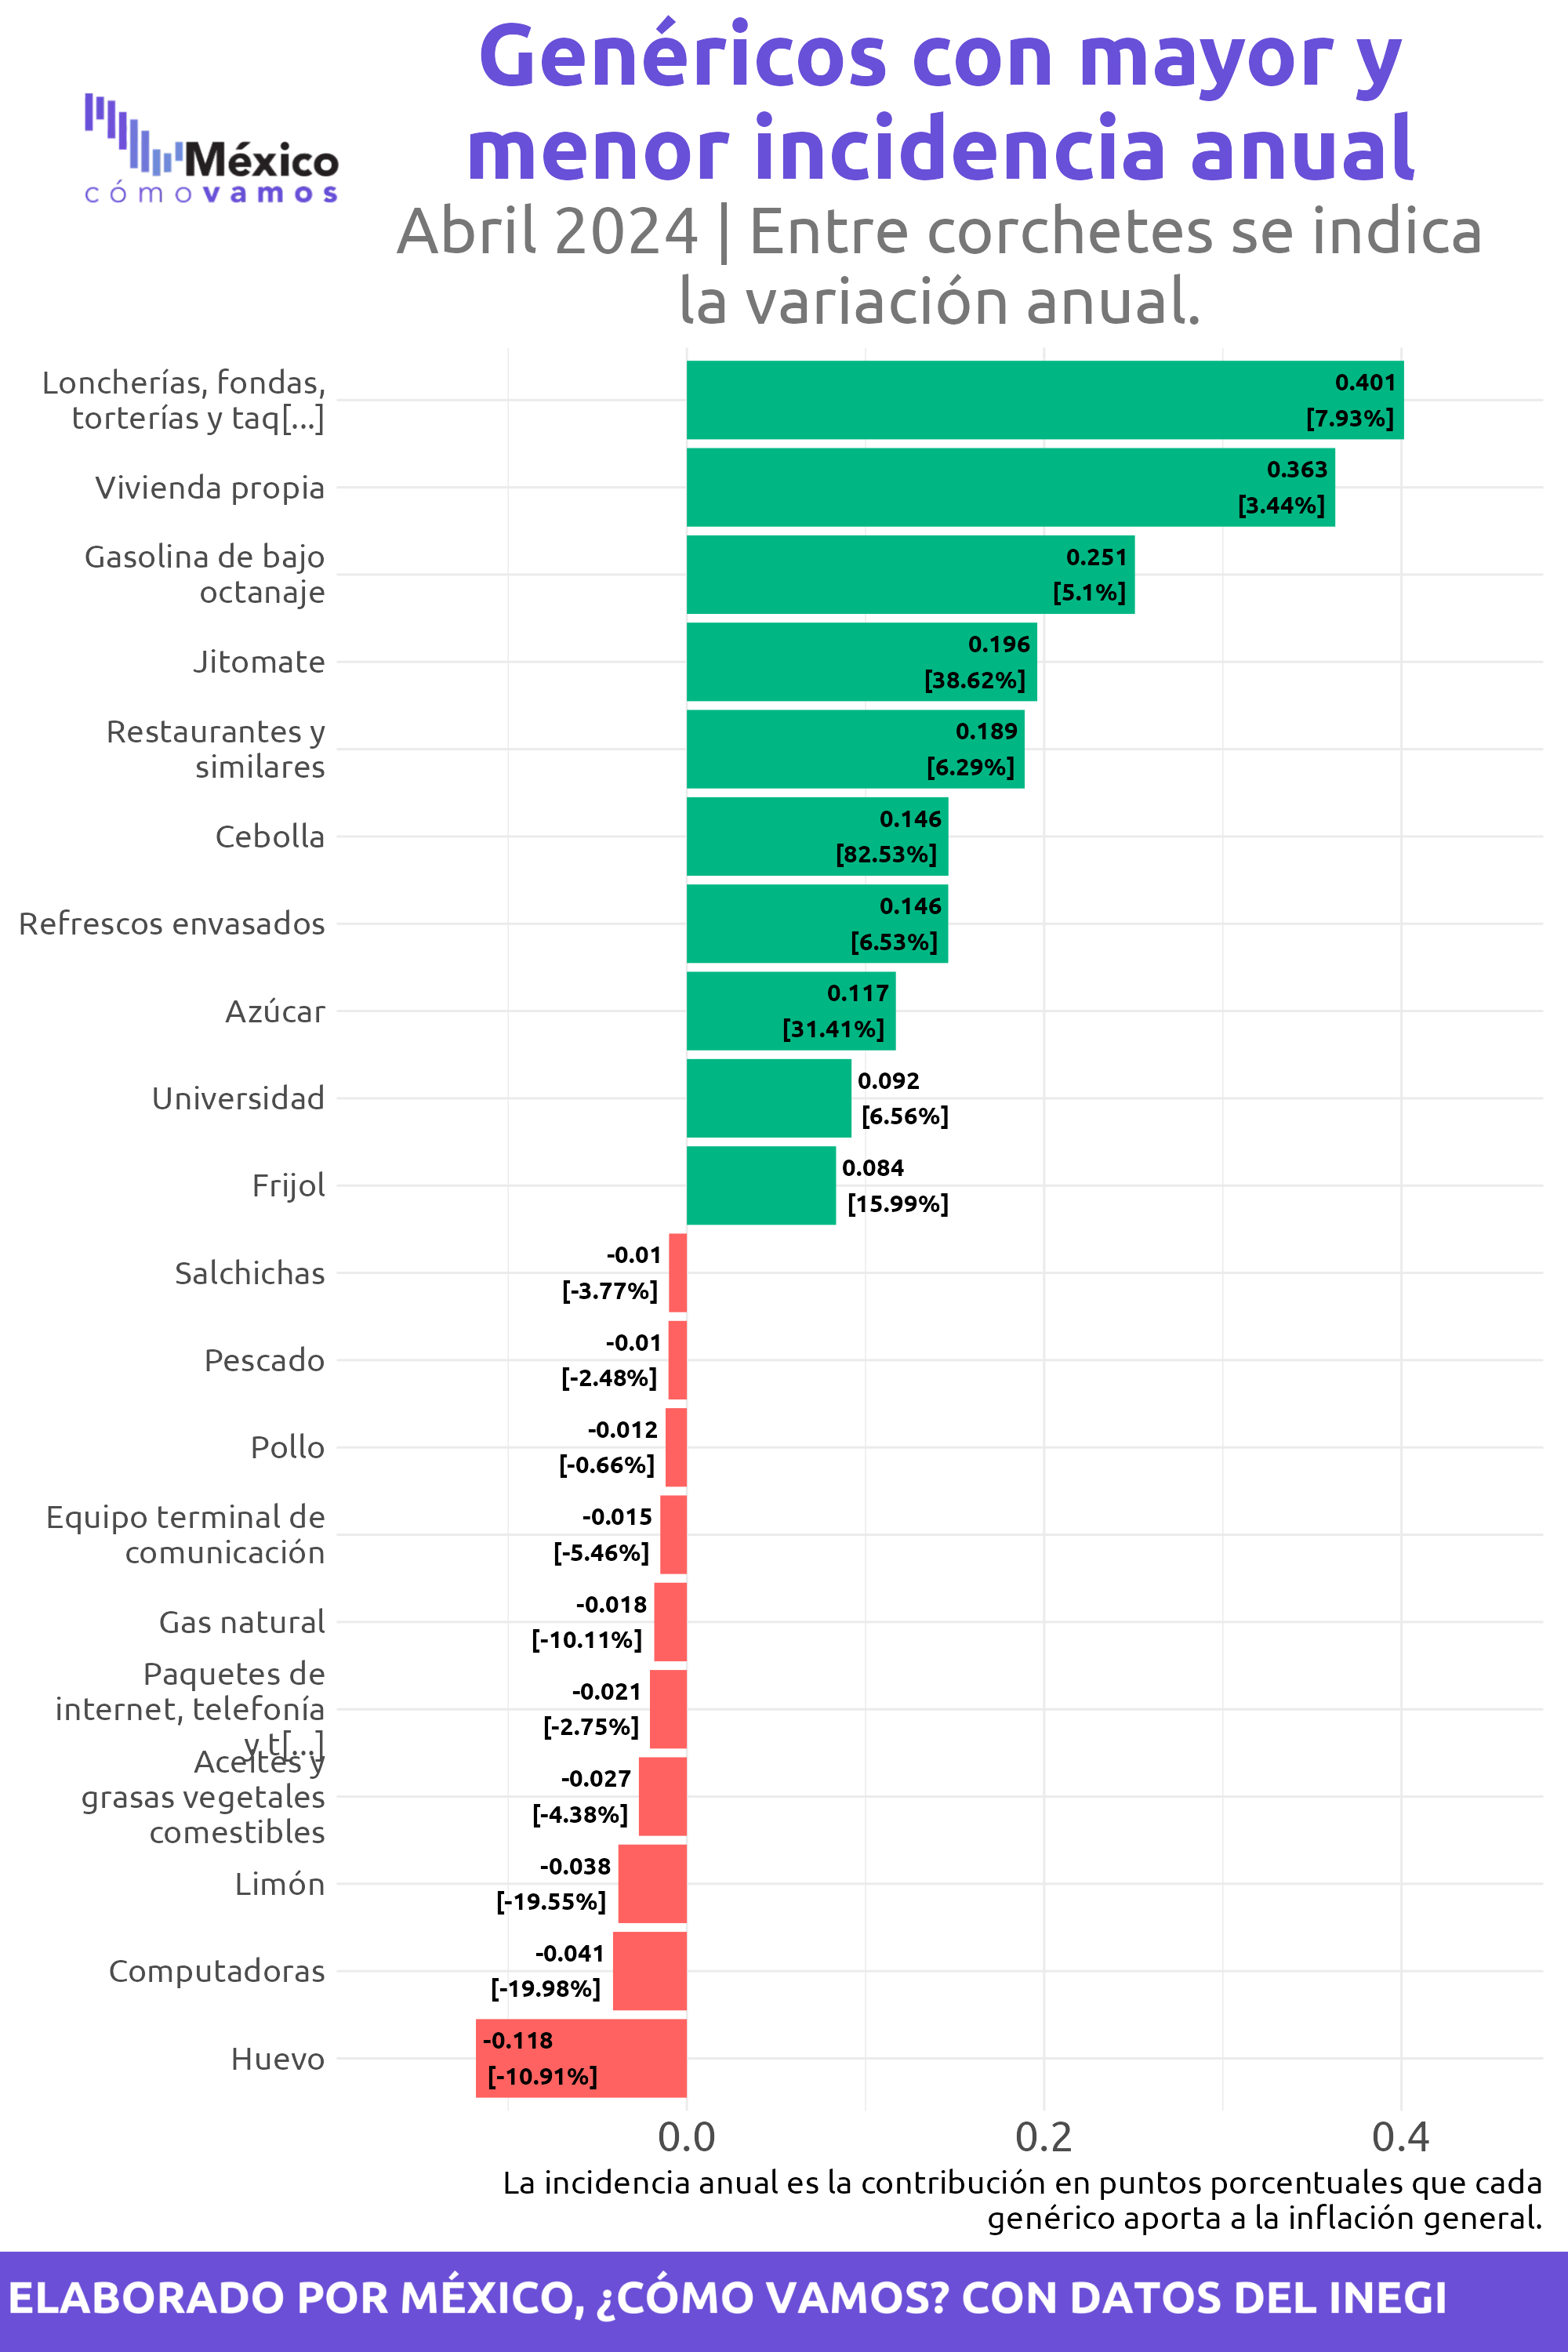 Genéricos con mayor y
menor incidencia anual
México
cómovamos
Abril 2024 | Entre corchetes se indica
la variación anual.
Loncherías, fondas,
torterías y taq[...]
0.401
[7.93%]
Vivienda propia
0.363
[3.44%]
Gasolina de bajo
octanaje
0.251
[5.1%]
Jitomate
0.196
[38.62%]
Restaurantes y
similares
0.189
[6.29%]
Cebolla
0.146
[82.53%]
Refrescos envasados
0.146
[6.53%]
Azúcar
0.117
[31.41%]
Universidad
0.092
[6.56%]
Frijol
0.084
[15.99%]
Salchichas
-0.01
[-3.77%]
Pescado
-0.01
[-2.48%]
Pollo
-0.012
[-0.66%]
Equipo terminal de
comunicación
-0.015
[-5.46%]
Gas natural
-0.018
[-10.11%]
Paquetes de
internet, telefonía
y t[...]
-0.021
[-2.75%]
Aceites y
grasas vegetales
comestibles
-0.027
[-4.38%]
Limón
-0.038
[-19.55%]
Computadoras
-0.041
[-19.98%]
Huevo
-0.118
[-10.91%]
0.0
0.2
0.4
La incidencia anual es la contribución en puntos porcentuales que cada
genérico aporta a la inflación general.
ELABORADO POR MÉXICO, ¿CÓMO VAMOS? CON DATOS DEL INEGI